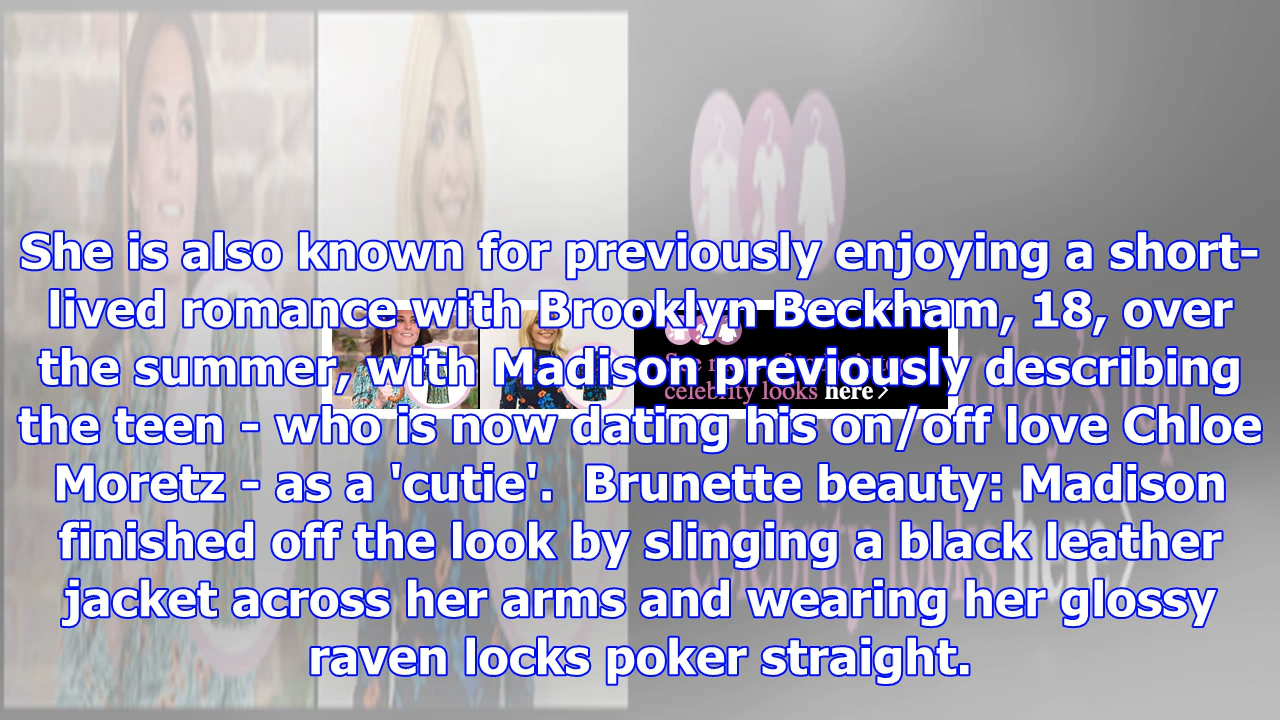 She is also known for previously enjoying a short-
lived romance with Brooklyn Beckham, 18, over
the summer, with Madison previously describing
the teen - who is now dating his on/off love Chloe
Moretz - as a 'cutie'.  Brunette beauty: Madison
finished off the look by slinging a black leather
jacket across her arms and wearing her glossy
raven locks poker straight.
celebrity looks here >